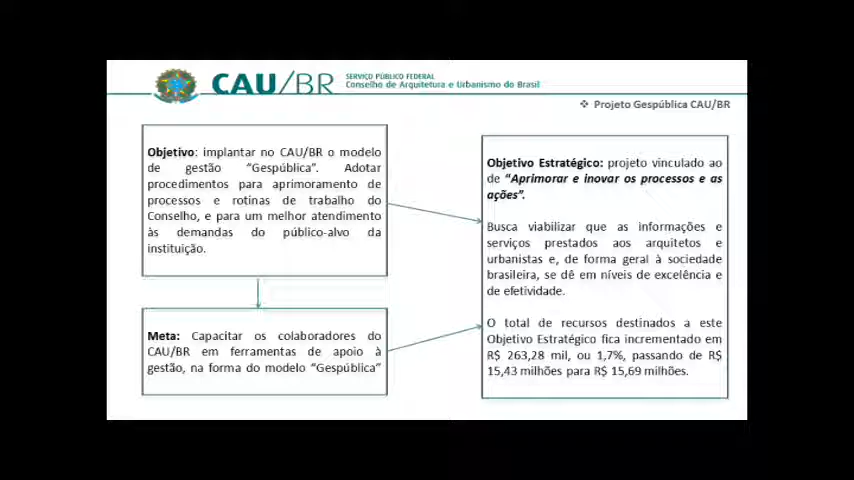 CAU/BR
SERVIÇO PÚBLICO FEDERAL
Conselho de Arquitetura e Urbanismo do Brasil
❖ Projeto Gespública CAU/BR
Objetivo: implantar no CAU/BR o modelo
de gestão “Gespública”. Adotar
procedimentos para aprimoramento de
processos e rotinas de trabalho do
Conselho, e para um melhor atendimento
às demandas do público-alvo da
instituição.
Meta: Capacitar os colaboradores do
CAU/BR em ferramentas de apoio à
gestão, na forma do modelo “Gespública”
Objetivo Estratégico: projeto vinculado ao
de “Aprimorar e inovar os processos e as
ações”.
Busca viabilizar que as informações e
serviços prestados aos arquitetos e
urbanistas e, de forma geral à sociedade
brasileira, se dê em níveis de excelência e
de efetividade.
O total de recursos destinados a este
Objetivo Estratégico fica incrementado em
R$ 263,28 mil, ou 1,7%, passando de R$
15,43 milhões para R$ 15,69 milhões.